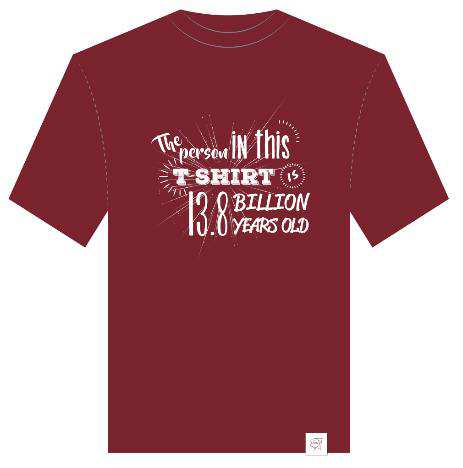 The person in this
T-SHIRT is
13.8 BILLION
YEARS OLD